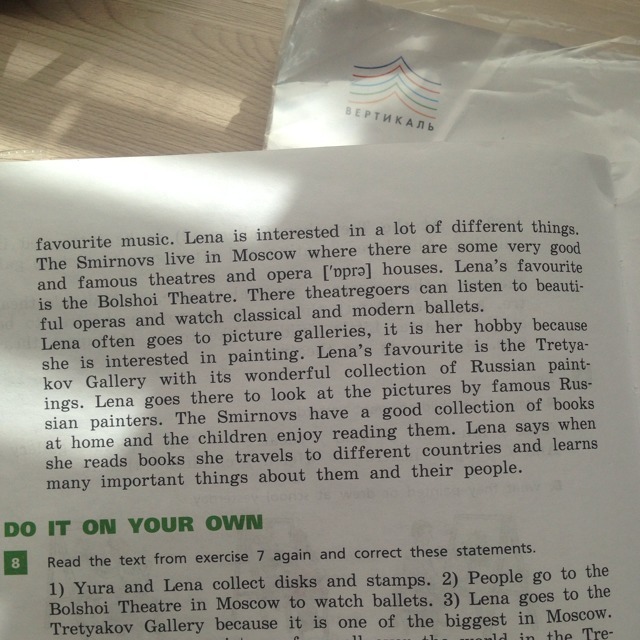 ВЕРТИКАЛЬ
favourite music. Lena is interested in a lot of different things.
The Smirnovs live in Moscow where there are some very good
and famous theatres and opera ['ɒprə] houses. Lena's favourite
is the Bolshoi Theatre. There theatregoers can listen to beauti-
ful operas and watch classical and modern ballets.
Lena often goes to picture galleries, it is her hobby because
she is interested in painting. Lena's favourite is the Tretya-
kov Gallery with its wonderful collection of Russian paint-
ings. Lena goes there to look at the pictures by famous Rus-
sian painters. The Smirnovs have a good collection of books
at home and the children enjoy reading them. Lena says when
she reads books she travels to different countries and learns
many important things about them and their people.
DO IT ON YOUR OWN
8 Read the text from exercise 7 again and correct these statements.
1) Yura and Lena collect disks and stamps. 2) People go to the
Bolshoi Theatre in Moscow to watch ballets. 3) Lena goes to the
Tretyakov Gallery because it is one of the biggest in Moscow.
the world in the Tre-